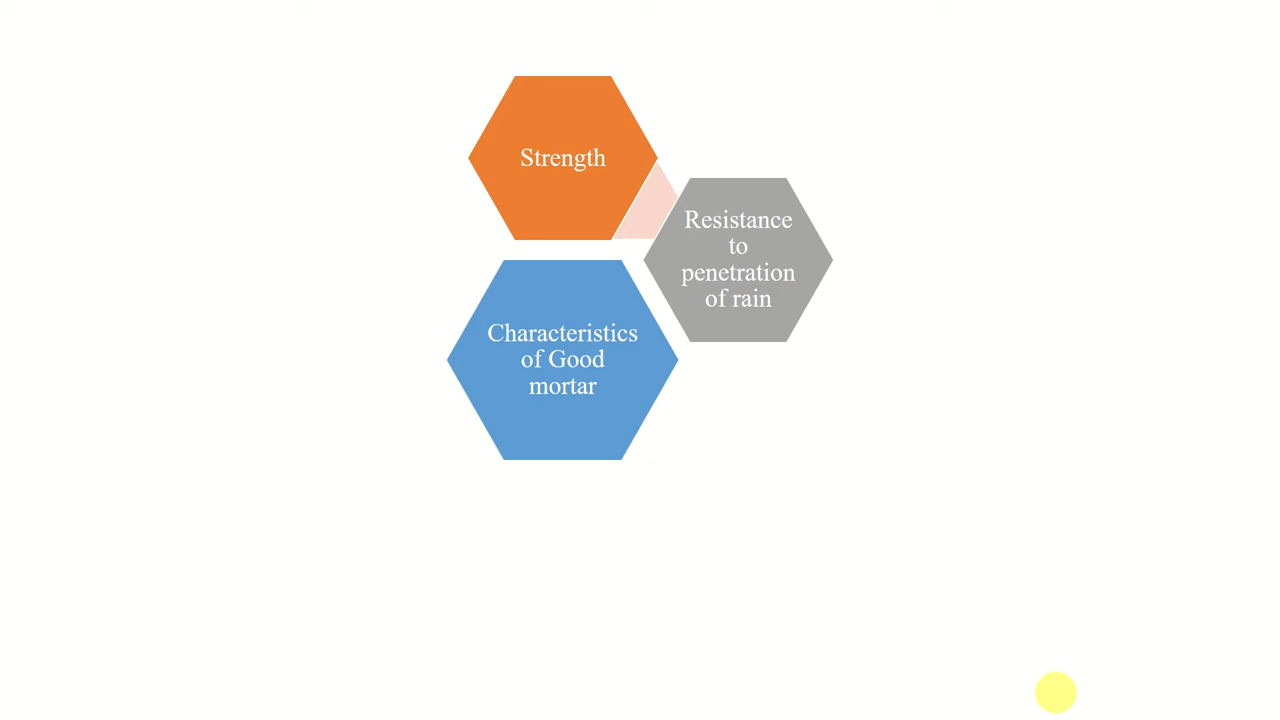 Strength
Resistance
to
penetration
of rain
Characteristics
of Good
mortar